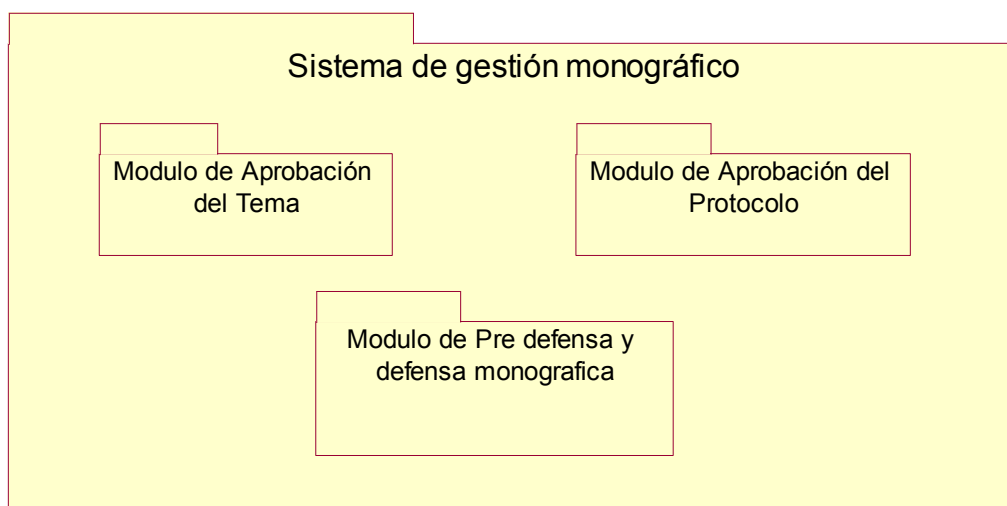 Sistema de gestión monográfico
Modulo de Aprobación
del Tema
Modulo de Aprobación del
Protocolo
Modulo de Pre defensa y
defensa monografica